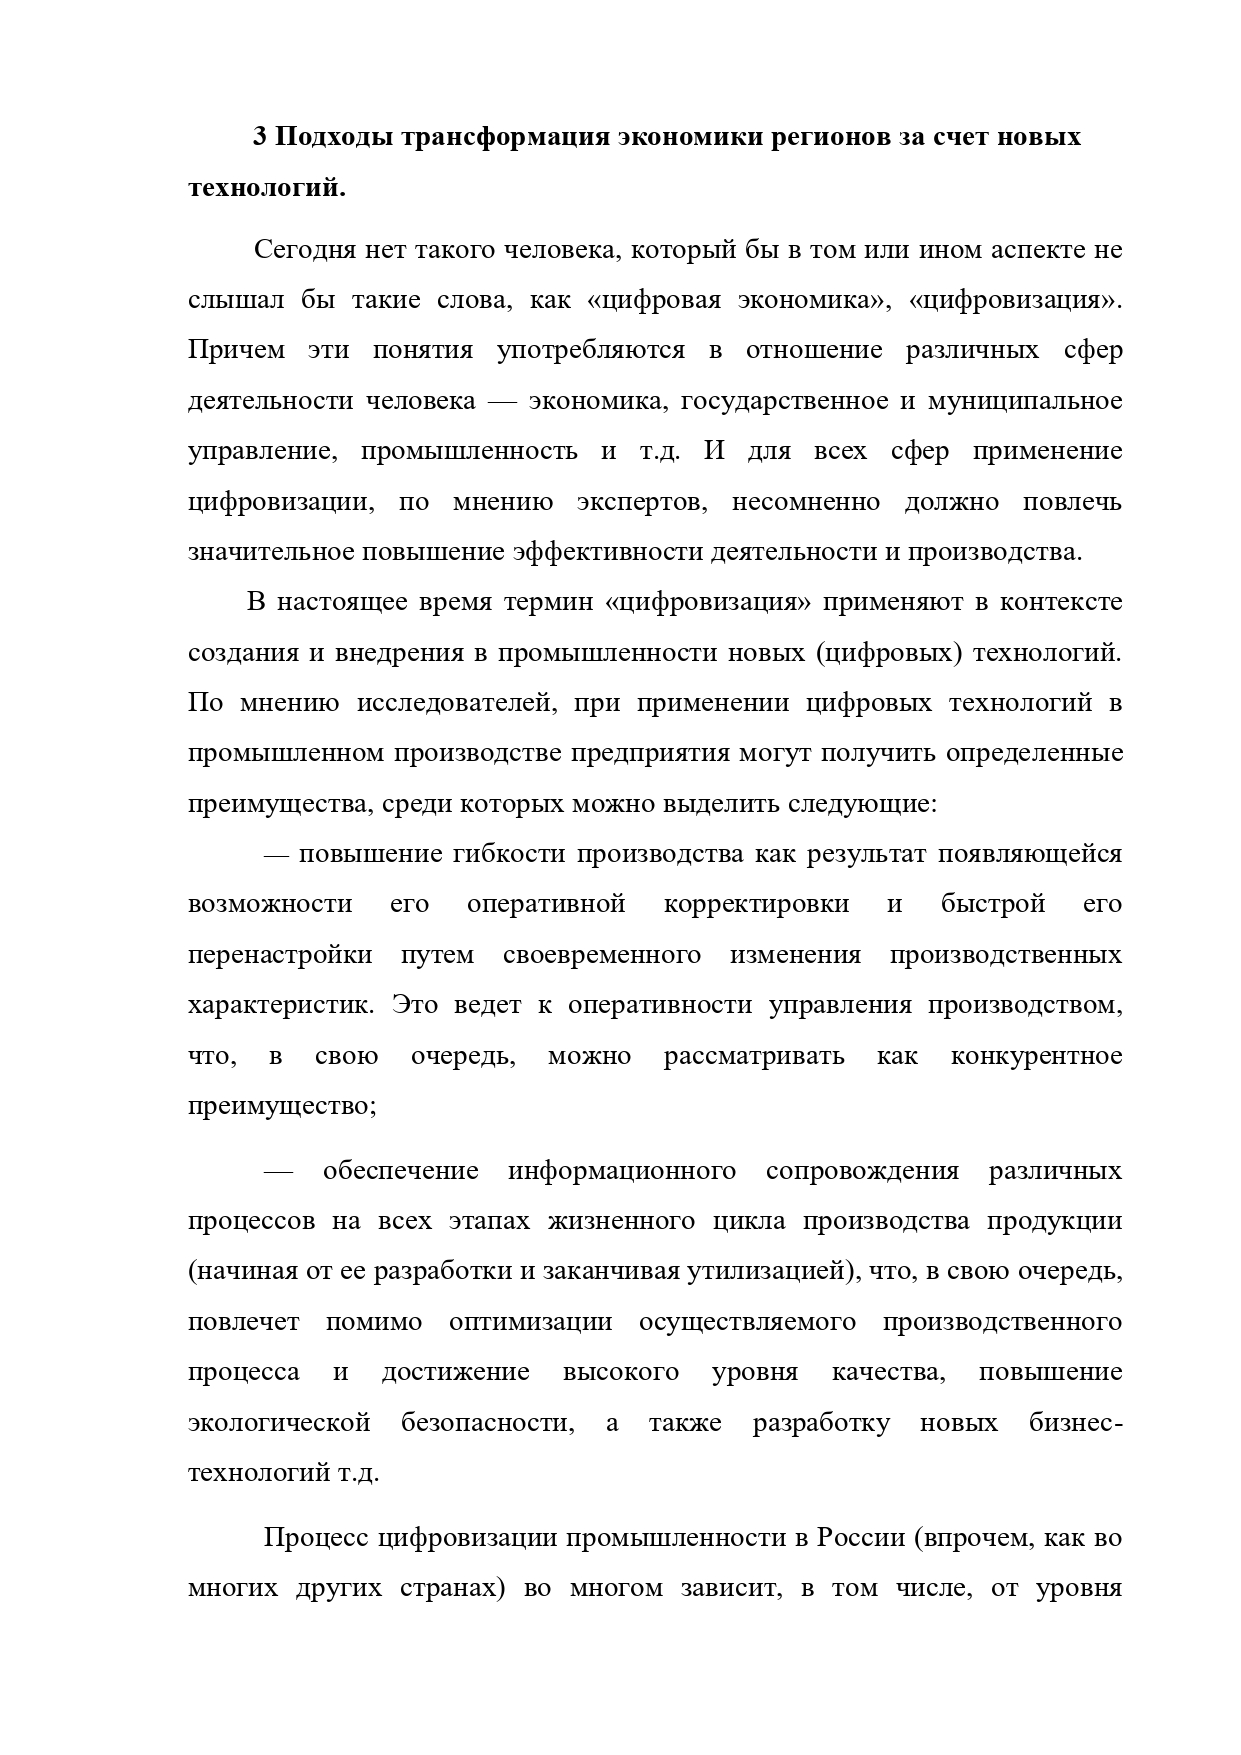 3 Подходы трансформация экономики регионов за счет новых
технологий.
Сегодня нет такого человека, который бы в том или ином аспекте не
слышал бы такие слова, как «цифровая экономика», «цифровизация».
Причем эти понятия употребляются в отношение различных сфер
деятельности человека — экономика, государственное и муниципальное
управление, промышленность и т.д. И для всех сфер применение
цифровизации, по мнению экспертов, несомненно должно повлечь
значительное повышение эффективности деятельности и производства.
В настоящее время термин «цифровизация» применяют в контексте
создания и внедрения в промышленности новых (цифровых) технологий.
По мнению исследователей, при применении цифровых технологий в
промышленном производстве предприятия могут получить определенные
преимущества, среди которых можно выделить следующие:
— повышение гибкости производства как результат появляющейся
возможности его оперативной корректировки и быстрой его
перенастройки путем своевременного изменения производственных
характеристик. Это ведет к оперативности управления производством,
что, в свою очередь, можно рассматривать как конкурентное
преимущество;
— обеспечение информационного сопровождения различных
процессов на всех этапах жизненного цикла производства продукции
(начиная от ее разработки и заканчивая утилизацией), что, в свою очередь,
повлечет помимо оптимизации осуществляемого производственного
процесса и достижение высокого уровня качества, повышение
экологической безопасности, а также разработку новых бизнес-
технологий т.д.
Процесс цифровизации промышленности в России (впрочем, как во
многих других странах) во многом зависит, в том числе, от уровня